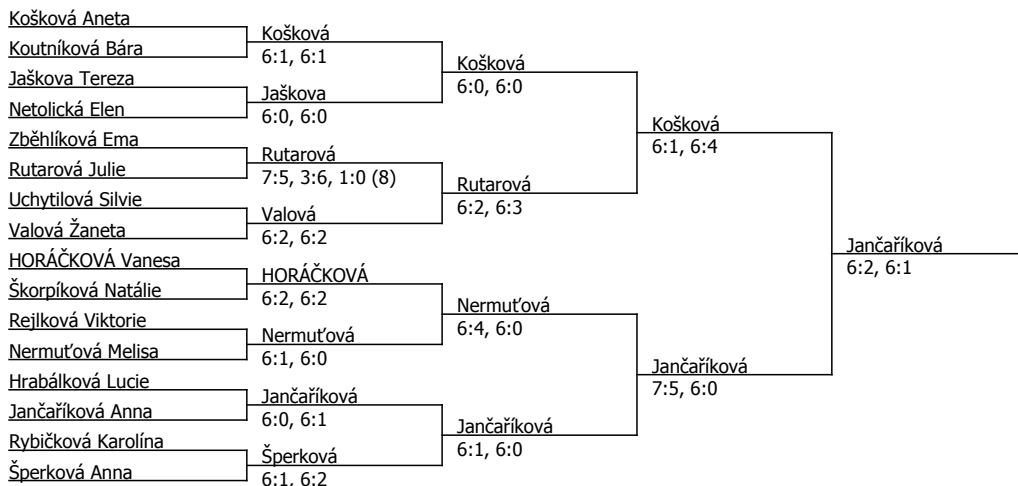 Košková Aneta
Koutníková Bára
Jaškova Tereza
Netolická Elen
Zběhlíková Ema
Rutarová Julie
Uchytilová Silvie
Valová Žaneta
HORÁČKOVÁ Vanesa
Škorpíková Natálie
Rejlková Viktorie
Nermuťová Melisa
Hrabálková Lucie
Jančaříková Anna
Rybičková Karolína
Šperková Anna
Košková
6:1, 6:1
Jaškova
6:0, 6:0
Rutarová
7:5, 3:6, 1:0 (8)
Valová
6:2, 6:2
HORÁČKOVÁ
6:2, 6:2
Nermuťová
6:1, 6:0
Jančaříková
6:0, 6:1
Šperková
6:1, 6:2
Košková
6:0, 6:0
Rutarová
6:2, 6:3
Nermuťová
6:4, 6:0
Jančaříková
6:1, 6:0
Košková
6:1, 6:4
Jančaříková
7:5, 6:0
Jančaříková
6:2, 6:1